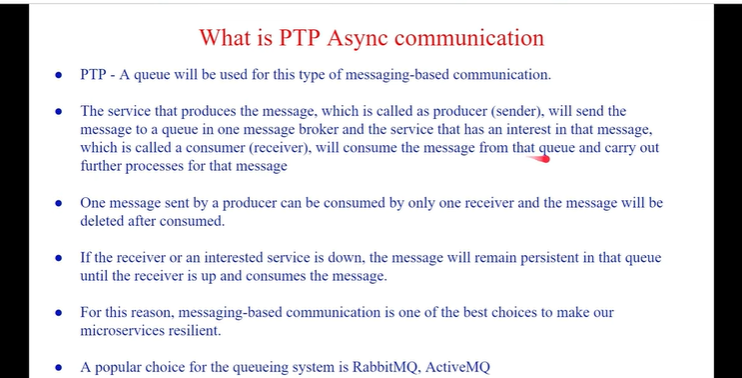 What is PTP Async communication
● PTP - A queue will be used for this type of messaging-based communication.
● The service that produces the message, which is called as producer (sender), will send the
message to a queue in one message broker and the service that has an interest in that message,
which is called a consumer (receiver), will consume the message from that queue and carry out
further processes for that message
● One message sent by a producer can be consumed by only one receiver and the message will be
deleted after consumed.
● If the receiver or an interested service is down, the message will remain persistent in that queue
until the receiver is up and consumes the message.
● For this reason, messaging-based communication is one of the best choices to make our
microservices resilient.
● A popular choice for the queueing system is RabbitMQ, ActiveMQ